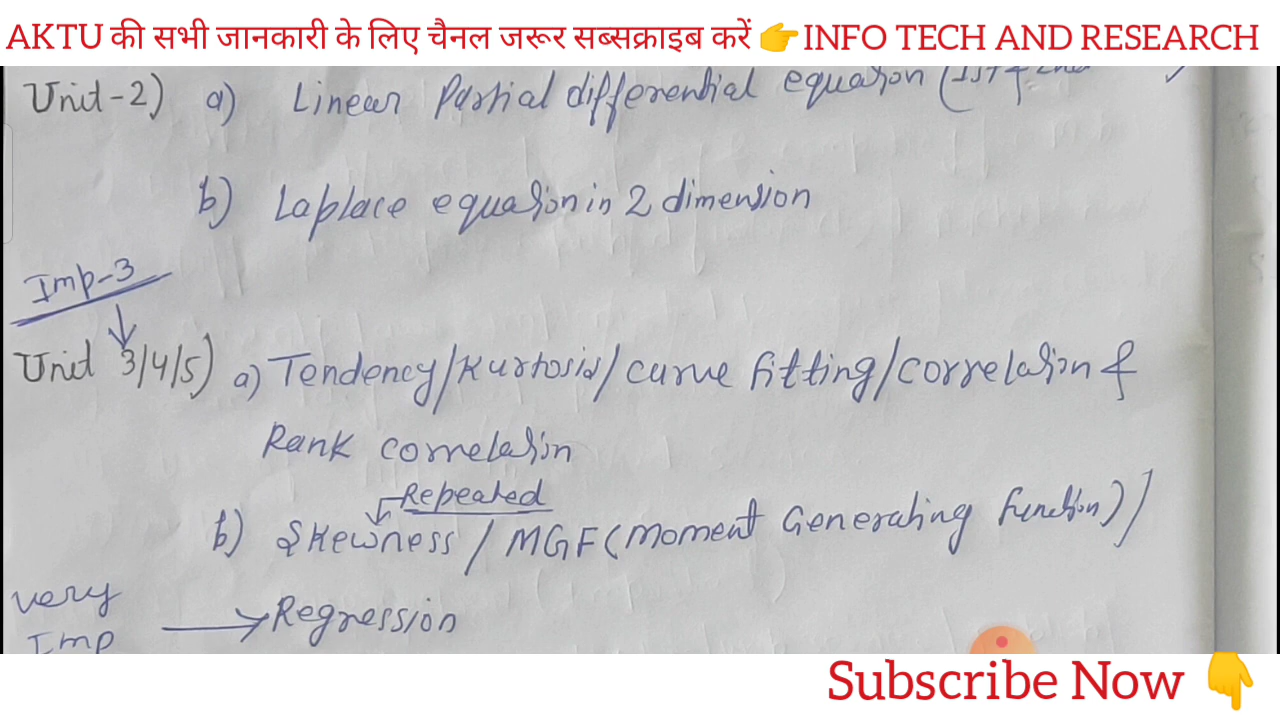 AKTU की सभी जानकारी के लिए चैनल जरूर सब्सक्राइब करें 👉INFO TECH AND RESEARCH
Unit-2) a) Linear Partial differential equation (1st &
b) Laplace equation in 2 dimension
Imp-3
Unit 3/4/5) a) Tendency/Kurtosis/curve fitting/correlation &
Rank correlation
Repeated
b) Skewness / MGF (Moment Generating function) /
very Imp → Regression
Subscribe Now 👇